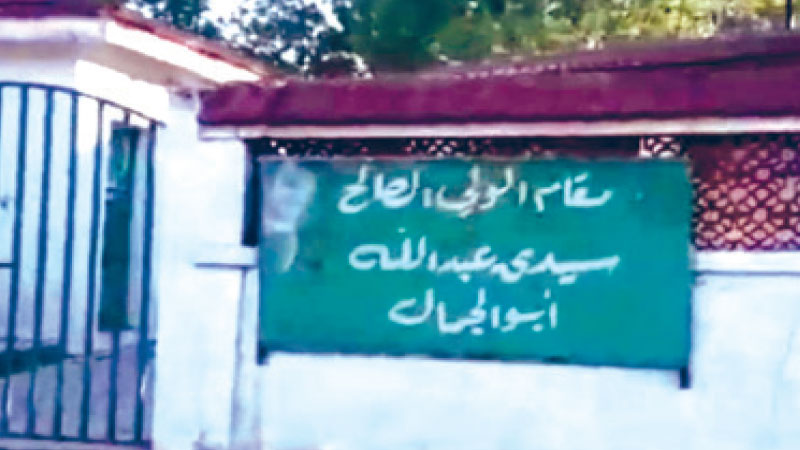 مقام الولي الصالح
سيدي عبد الله
أبو الجمال